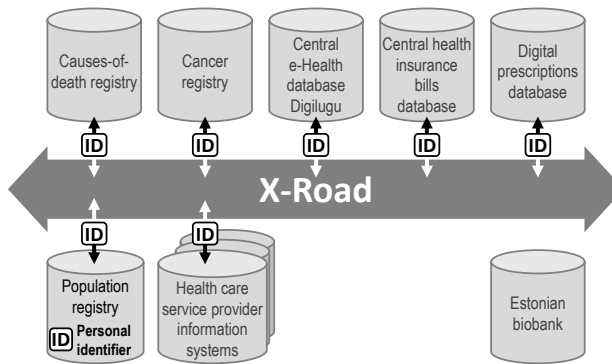 Causes-of-
death registry
Cancer
registry
Central
e-Health
database
Digilugu
Central health
insurance
bills
database
Digital
prescriptions
database
ID
ID
ID
ID
ID
X-Road
ID
ID
Population
registry
ID Personal
identifier
Health care
service provider
information
systems
Estonian
biobank